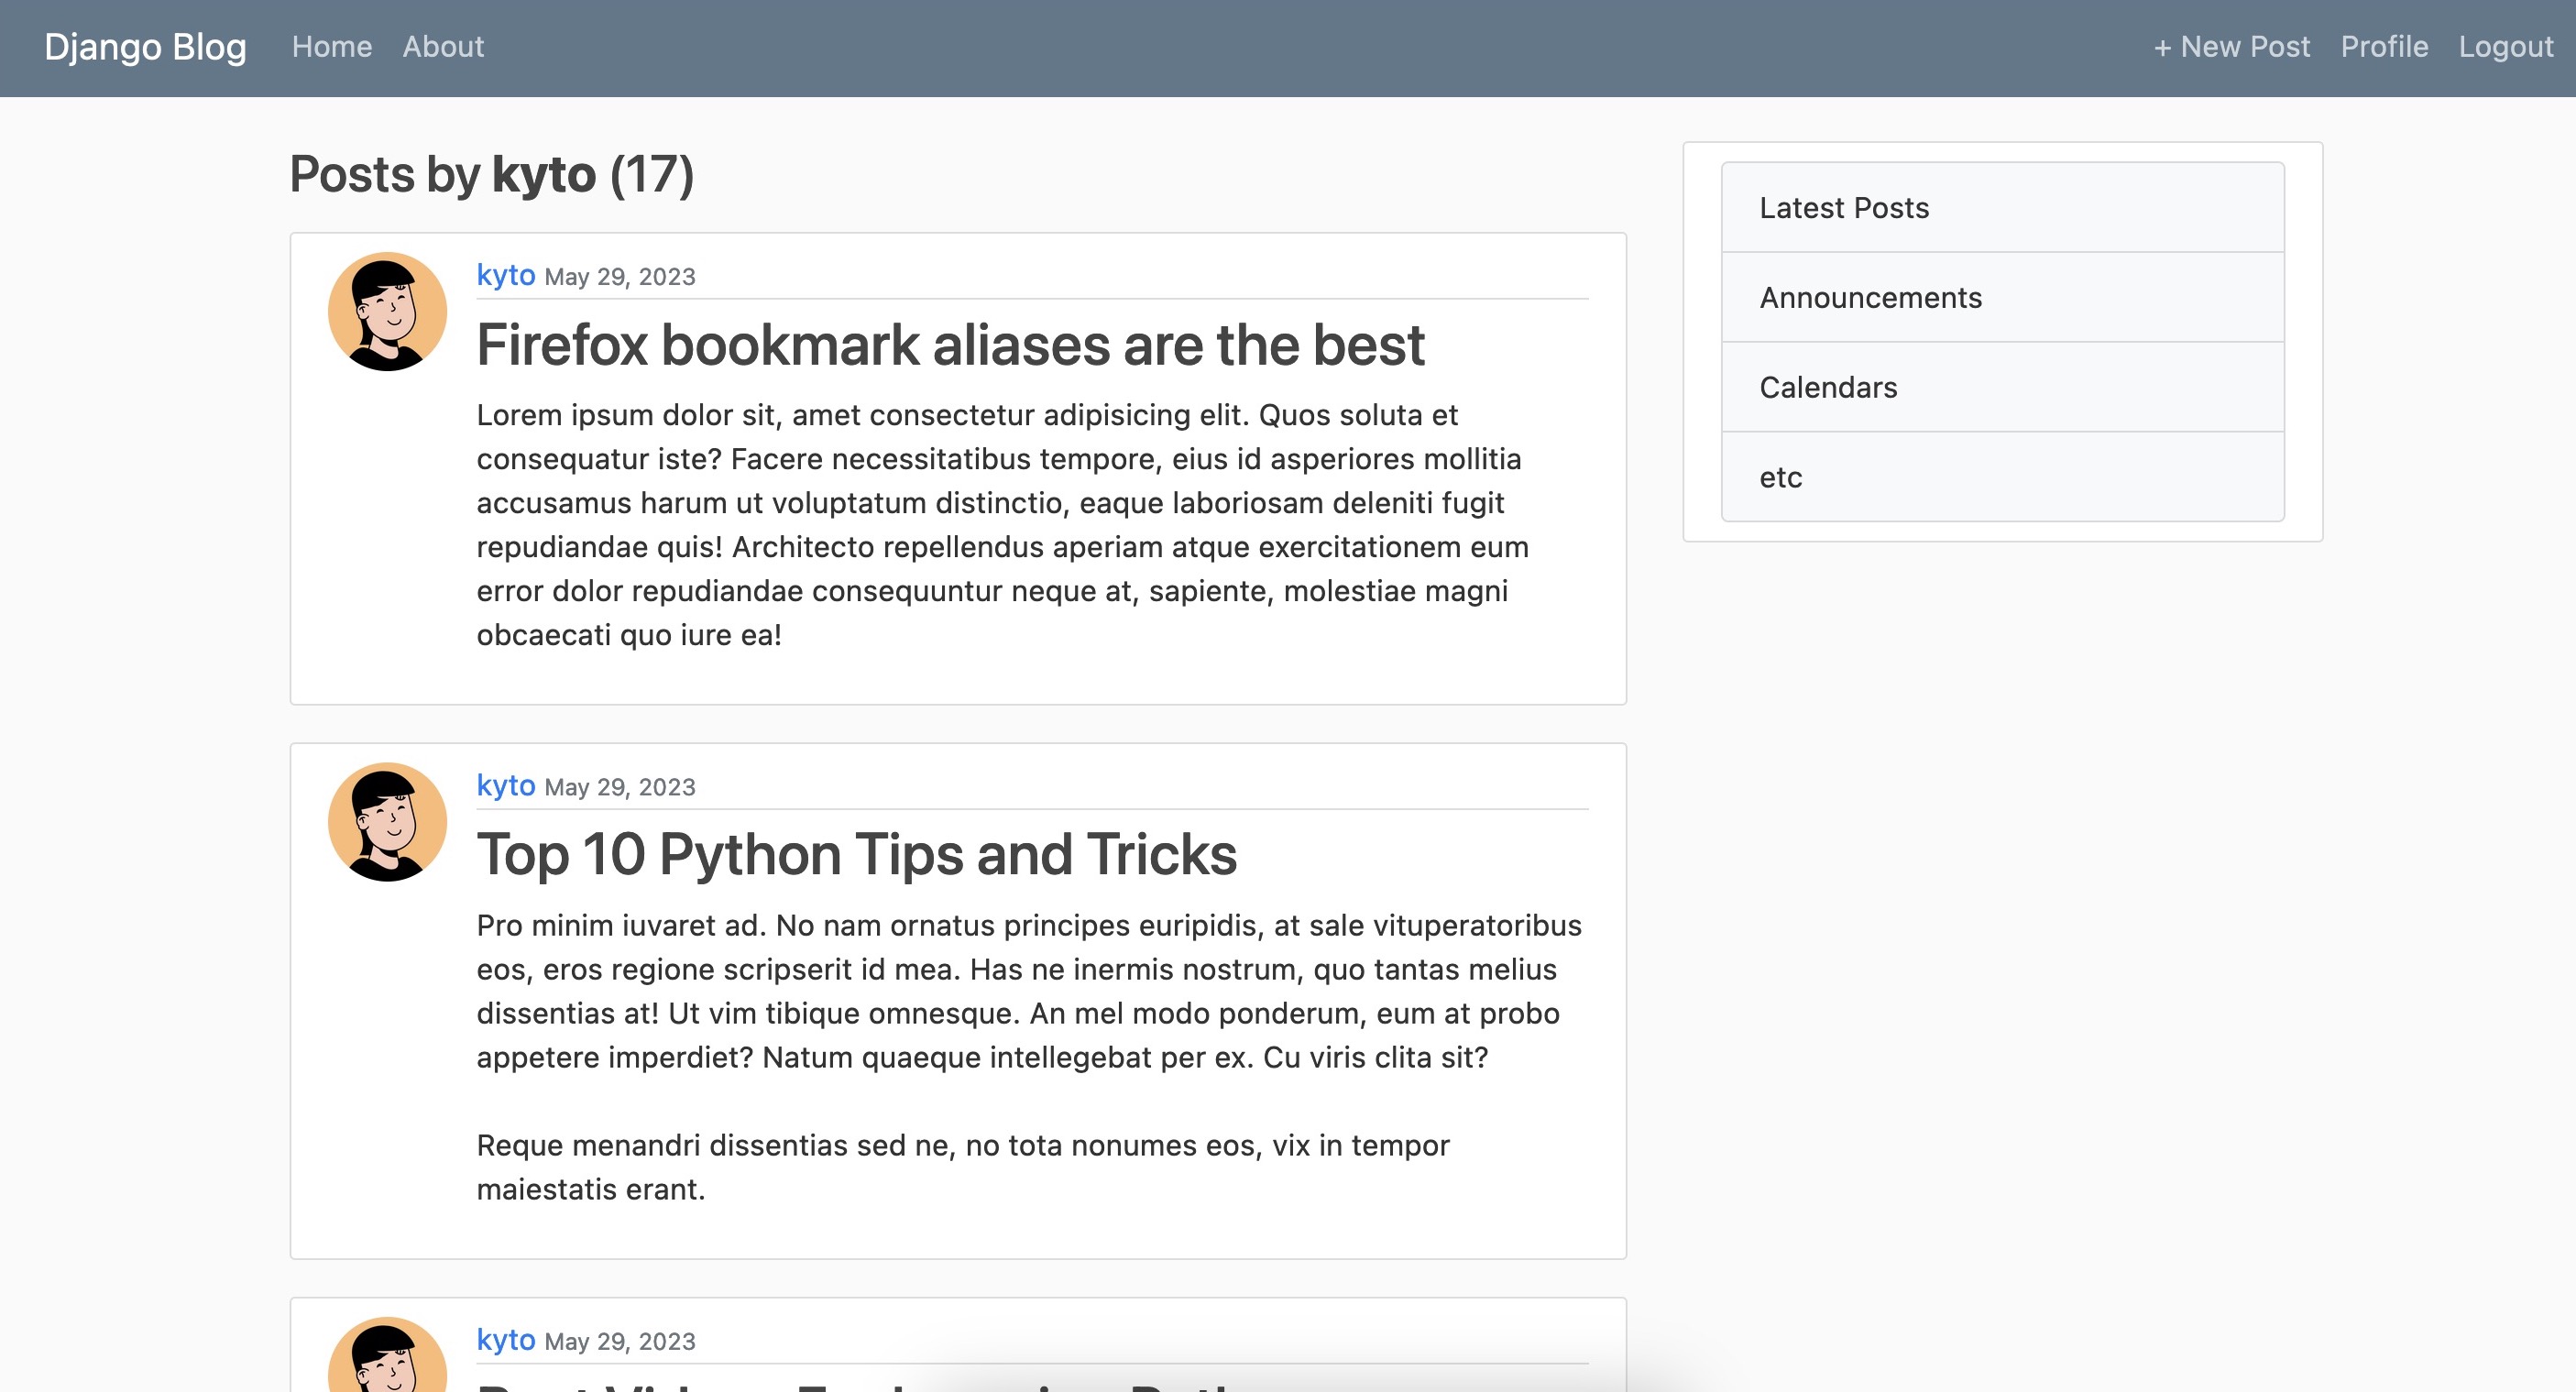 Django Blog Home About + New Post Profile Logout
Posts by kyto (17)
kyto May 29, 2023
Firefox bookmark aliases are the best
Lorem ipsum dolor sit, amet consectetur adipisicing elit. Quos soluta et
consequatur iste? Facere necessitatibus tempore, eius id asperiores mollitia
accusamus harum ut voluptatum distinctio, eaque laboriosam deleniti fugit
repudiandae quis! Architecto repellendus aperiam atque exercitationem eum
error dolor repudiandae consequuntur neque at, sapiente, molestiae magni
obcaecati quo iure ea!
kyto May 29, 2023
Top 10 Python Tips and Tricks
Pro minim iuvaret ad. No nam ornatus principes euripidis, at sale vituperatoribus
eos, eros regione scripserit id mea. Has ne inermis nostrum, quo tantas melius
dissentias at! Ut vim tibique omnesque. An mel modo ponderum, eum at probo
appetere imperdiet? Natum quaeque intellegebat per ex. Cu viris clita sit?
Reque menandri dissentias sed ne, no tota nonumes eos, vix in tempor
maiestatis erant.
kyto May 29, 2023
Latest Posts
Announcements
Calendars
etc